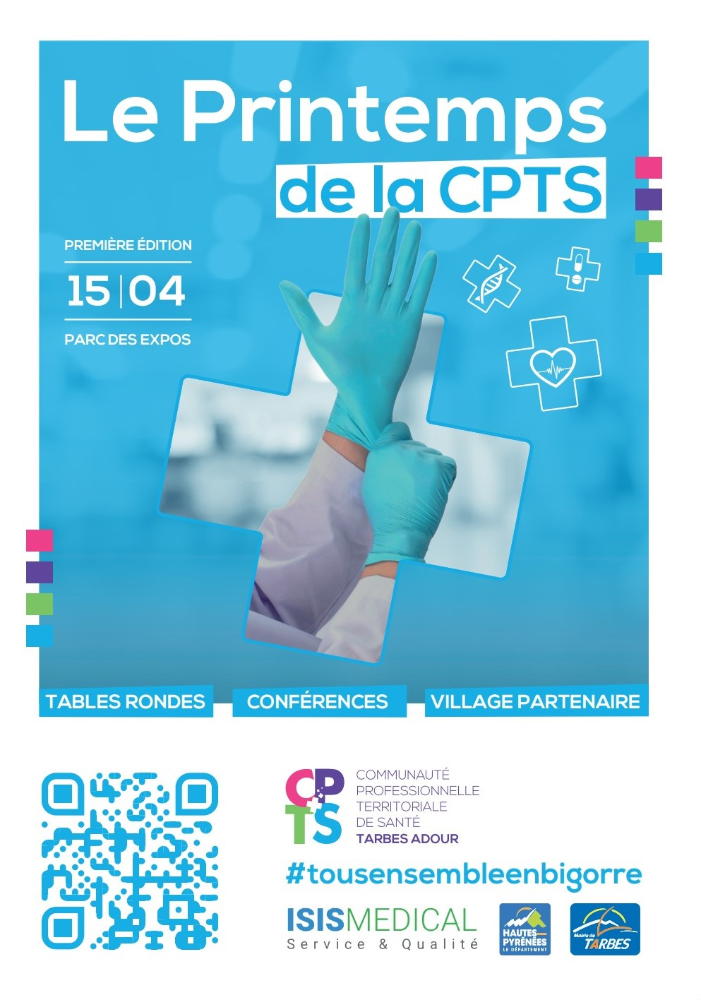 Le Printemps
de la CPTS
PREMIÈRE ÉDITION
15|04
PARC DES EXPOS
TABLES RONDES
CONFÉRENCES
VILLAGE PARTENAIRE
CPTS
COMMUNAUTÉ
PROFESSIONNELLE
TERRITORIALE
DE SANTÉ
TARBES ADOUR
#tousensembleenbigorre
ISISMEDICAL
Service & Qualité
HAUTES-
PYRÉNÉES
LE DÉPARTEMENT
Mairie de
TARBES